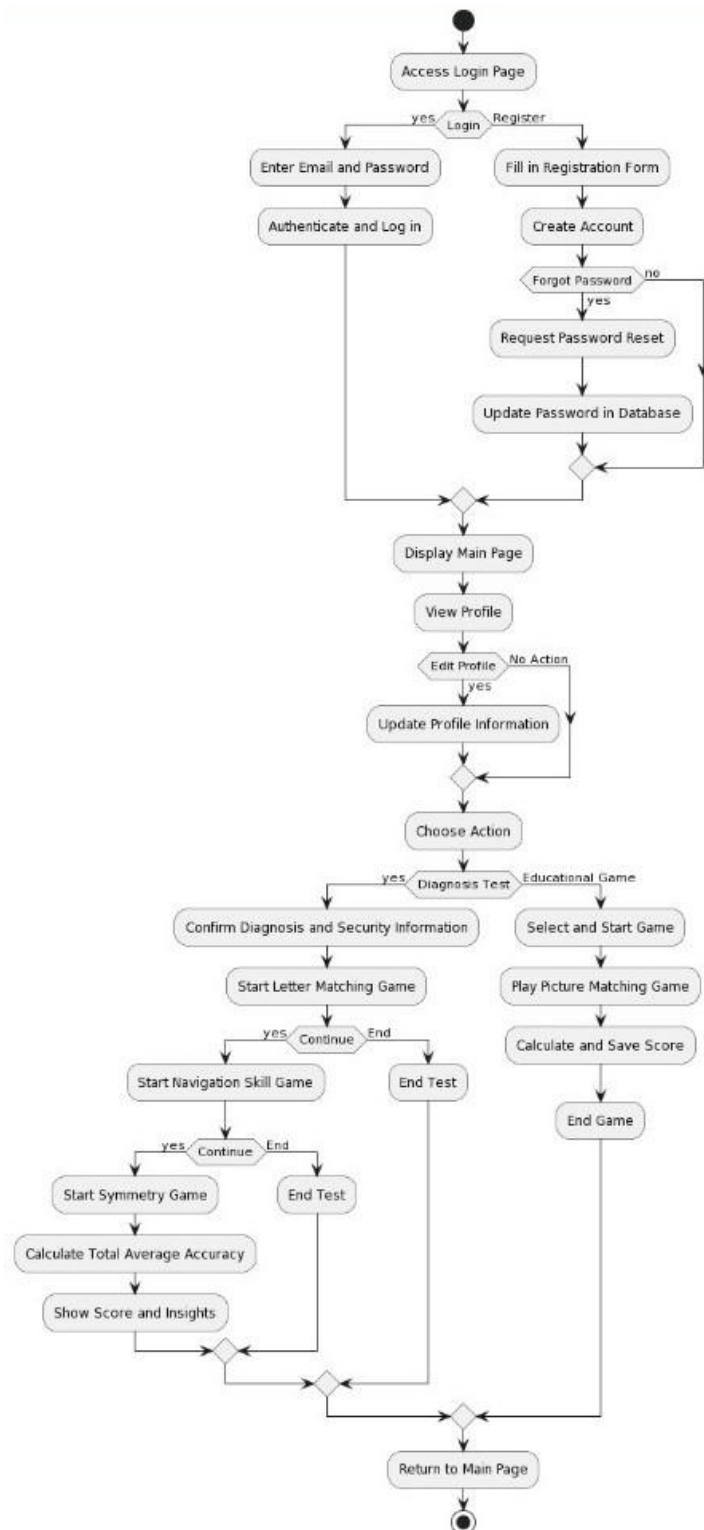 Access Login Page
yes
Login
Register
Enter Email and Password
Fill in Registration Form
Authenticate and Log in
Create Account
Forgot Password
no
yes
Request Password Reset
Update Password in Database
Display Main Page
View Profile
Edit Profile
No Action
yes
Update Profile Information
Choose Action
yes
Diagnosis Test
Educational Game
Confirm Diagnosis and Security Information
Select and Start Game
Start Letter Matching Game
Play Picture Matching Game
yes
Continue
End
Calculate and Save Score
Start Navigation Skill Game
End Test
End Game
yes
Continue
End
Start Symmetry Game
End Test
Calculate Total Average Accuracy
Show Score and Insights
Return to Main Page